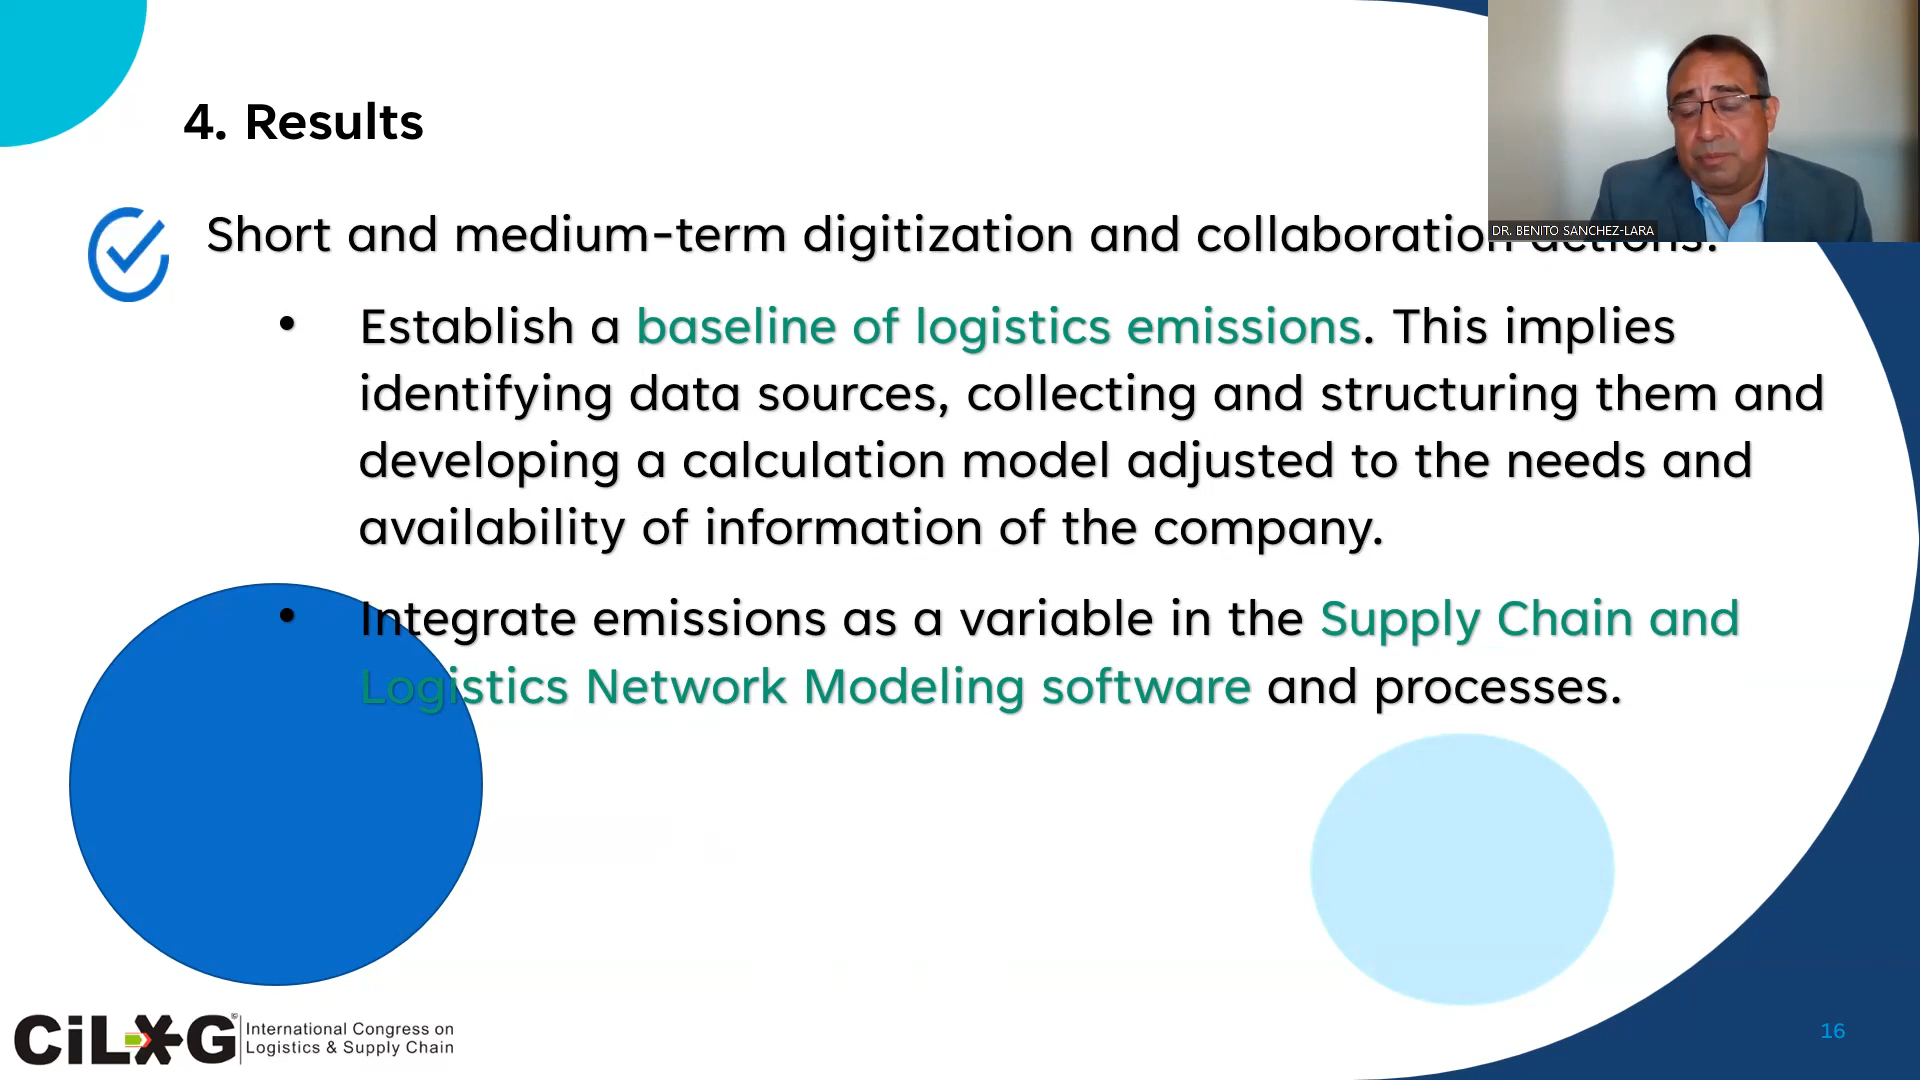 4. Results
DR. BENITO SANCHEZ-LARA
Short and medium-term digitization and collaboration actions:
• Establish a baseline of logistics emissions. This implies
identifying data sources, collecting and structuring them and
developing a calculation model adjusted to the needs and
availability of information of the company.
• Integrate emissions as a variable in the Supply Chain and
Logistics Network Modeling software and processes.
CiLOG
International Congress on
Logistics & Supply Chain
16